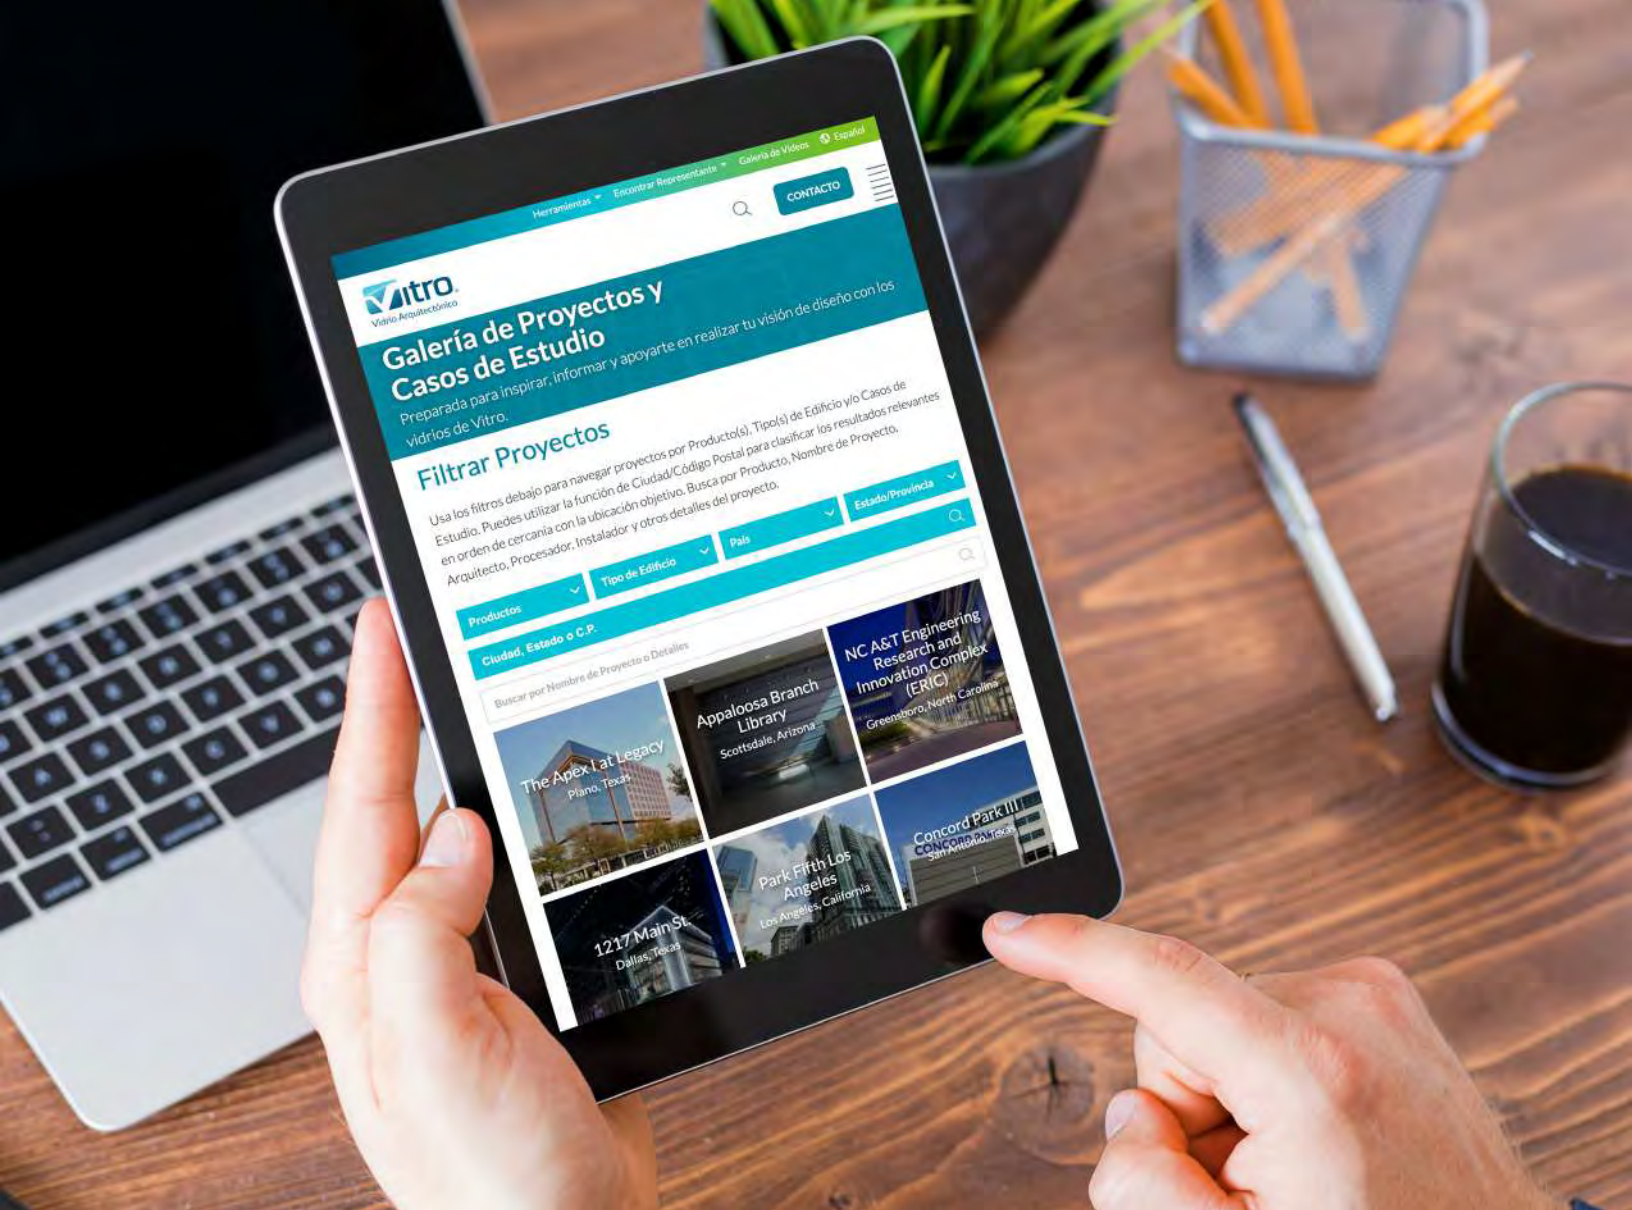 Herramientas Encontrar Representante Galería de Videos Español
CONTACTO
Vitro
Vidrio Arquitectónico
Galería de Proyectos y
Casos de Estudio
Preparada para inspirar, informar y apoyarte en realizar tu visión de diseño con los
vidrios de Vitro.
Filtrar Proyectos
Usa los filtros debajo para navegar proyectos por Producto(s), Tipo(s) de Edificio y/o Casos de
Estudio. Puedes utilizar la función de Ciudad/Código Postal para clasificar los resultados relevantes
en orden de cercanía con la ubicación objetivo. Busca por Producto, Nombre de Proyecto,
Arquitecto, Procesador, Instalador y otros detalles del proyecto.
Productos Tipo de Edificio País Estado/Provincia
Ciudad, Estado o C.P.
Buscar por Nombre de Proyecto o Detalles
The Apex I at Legacy
Plano, Texas
Appaloosa Branch
Library
Scottsdale, Arizona
NC A&T Engineering
Research and
Innovation Complex
(ERIC)
Greensboro, North Carolina
1217 Main St.
Dallas, Texas
Park Fifth Los
Angeles
Los Angeles, California
Concord Park III
San Antonio, Texas